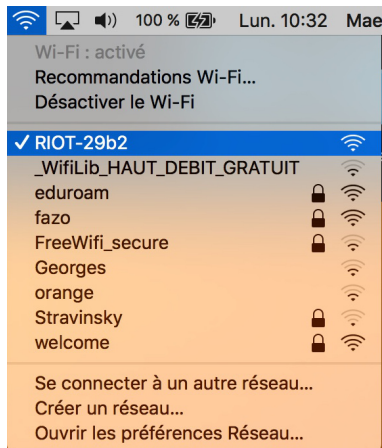 100 % Lun. 10:32 Mae
Wi-Fi : activé
Recommandations Wi-Fi...
Désactiver le Wi-Fi
RIOT-29b2
_WifiLib_HAUT_DEBIT_GRATUIT
eduroam
fazo
FreeWifi_secure
Georges
orange
Stravinsky
welcome
Se connecter à un autre réseau...
Créer un réseau...
Ouvrir les préférences Réseau...